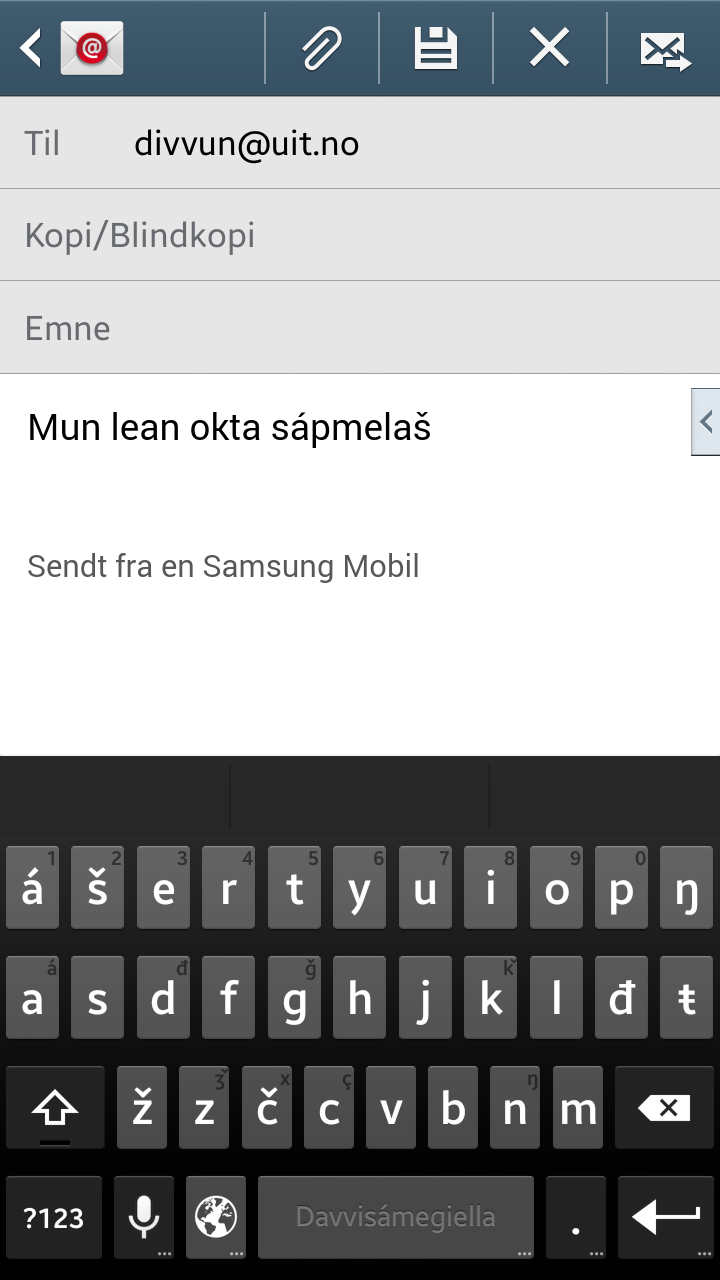 @
Til divvun@uit.no
Kopi/Blindkopi
Emne
Mun lean okta sápmelaš
Sendt fra en Samsung Mobil
1 2 3 4 5 6 7 8 9 0
á š e r t y u i o p ŋ
á đ ǧ ǩ
a s d f g h j k l đ ŧ
ǯ x ç ŋ
ž z č c v b n m
?123 Davvisámegiella .